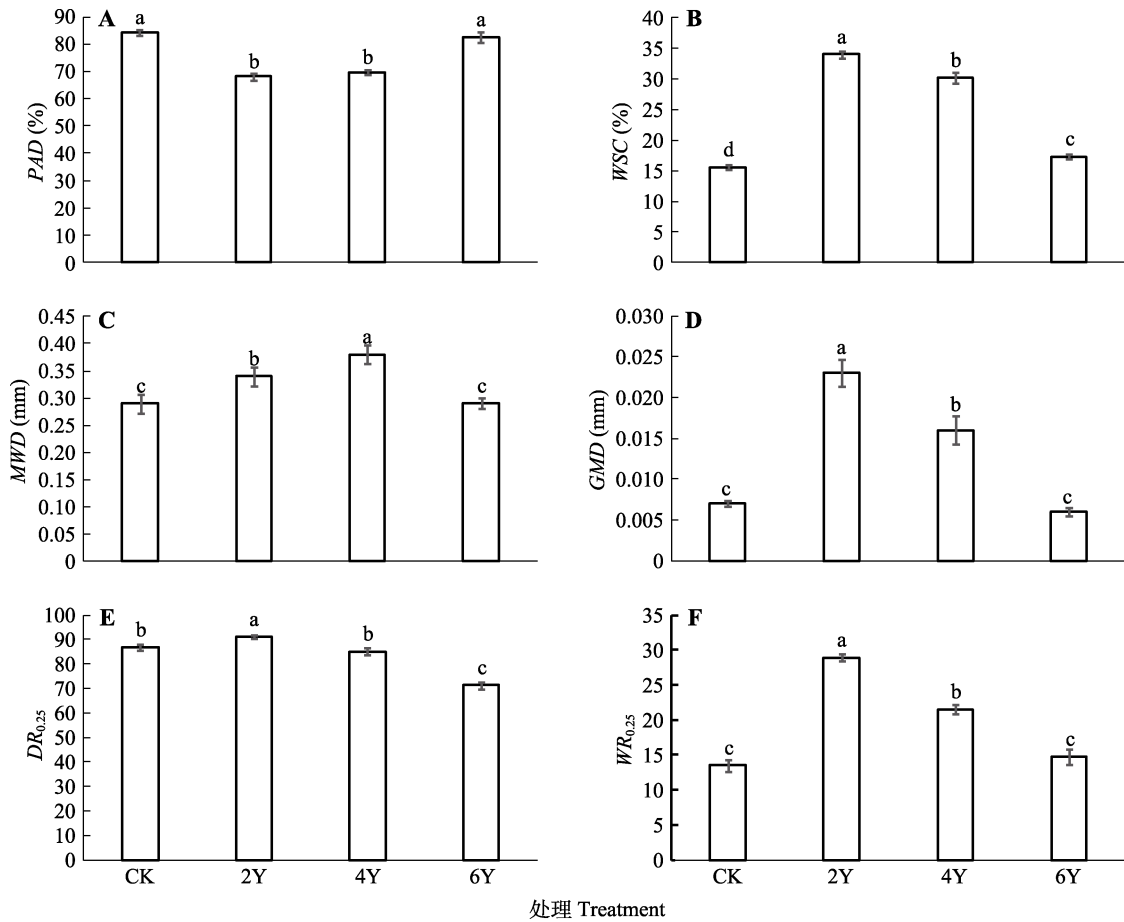 A
PAD (%)
90
80
70
60
50
40
30
20
10
0
a
b
b
a
B
WSC (%)
40
35
30
25
20
15
10
5
0
d
a
b
c
C
MWD (mm)
0.45
0.40
0.35
0.30
0.25
0.20
0.15
0.10
0.05
0
c
b
a
c
D
GMD (mm)
0.030
0.025
0.020
0.015
0.010
0.005
0
c
a
b
c
E
DR0.25
100
90
80
70
60
50
40
30
20
10
0
b
a
b
c
CK 2Y 4Y 6Y
F
WR0.25
35
30
25
20
15
10
5
0
c
a
b
c
CK 2Y 4Y 6Y
处理 Treatment